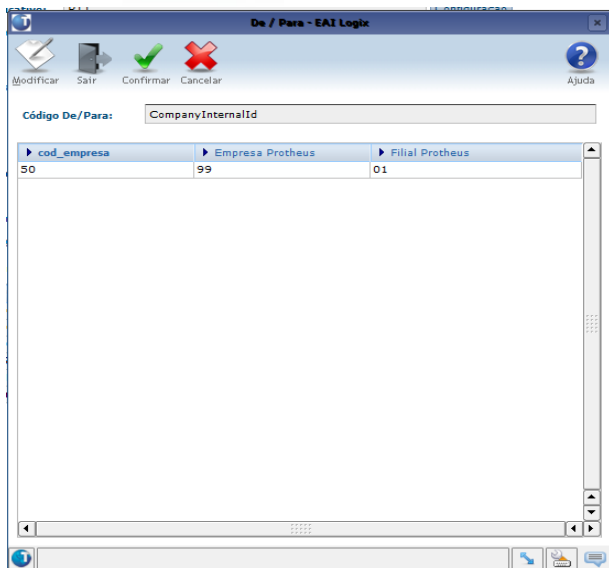 De / Para - EAI Logix
Modificar Sair Confirmar Cancelar Ajuda
Código De/Para: CompanyInternalId
cod_empresa Empresa Protheus Filial Protheus
50 99 01